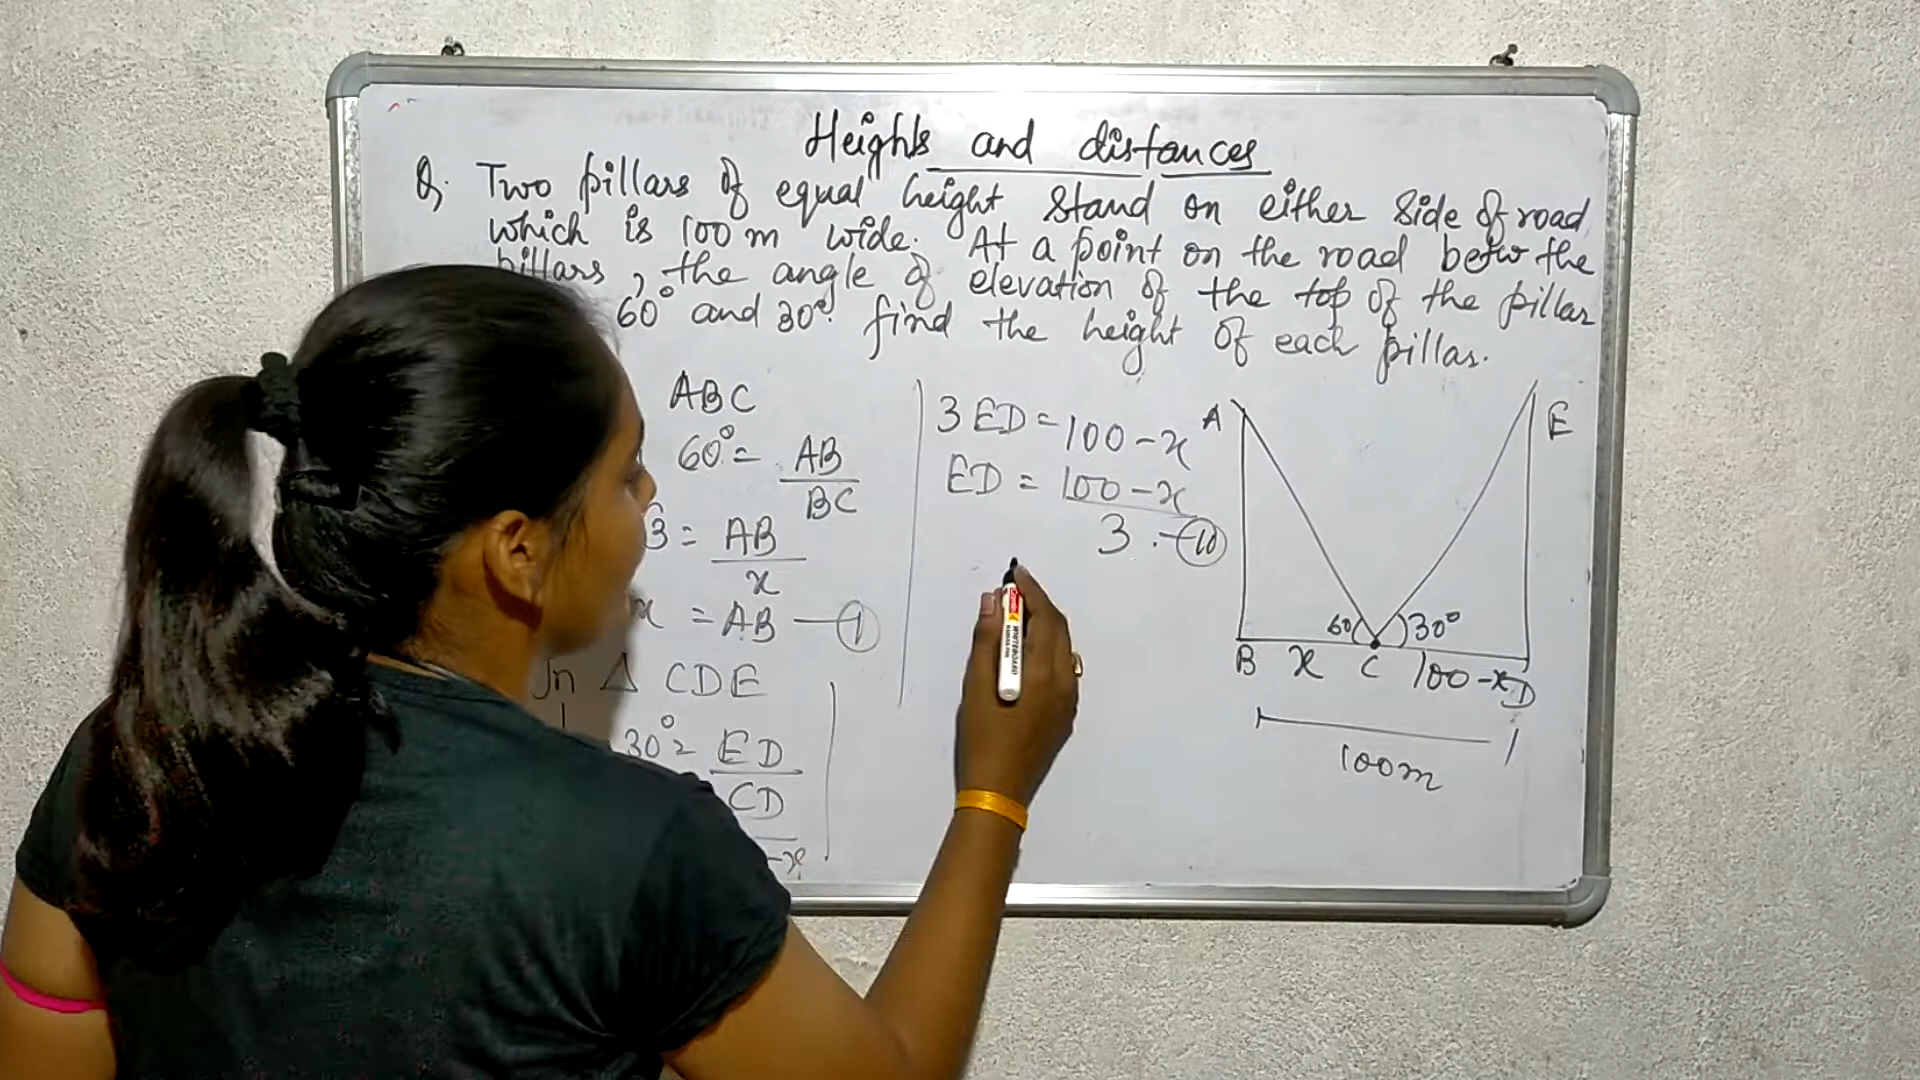 Heights and distances
Q. Two pillars of equal height stand on either side of road
which is 100 m wide. At a point on the road betw the
pillars, the angle of elevation of the top of the pillar
60° and 30°. find the height of each pillar.
ABC
60° = AB
BC
3 = AB
x
x = AB — 1
In △ CDE
30° = ED
CD
-x
3 ED = 100 - x
ED = 100 - x
3 . —
A
E
60
30°
B x C 100 - x D
100m
WHITEBOARD